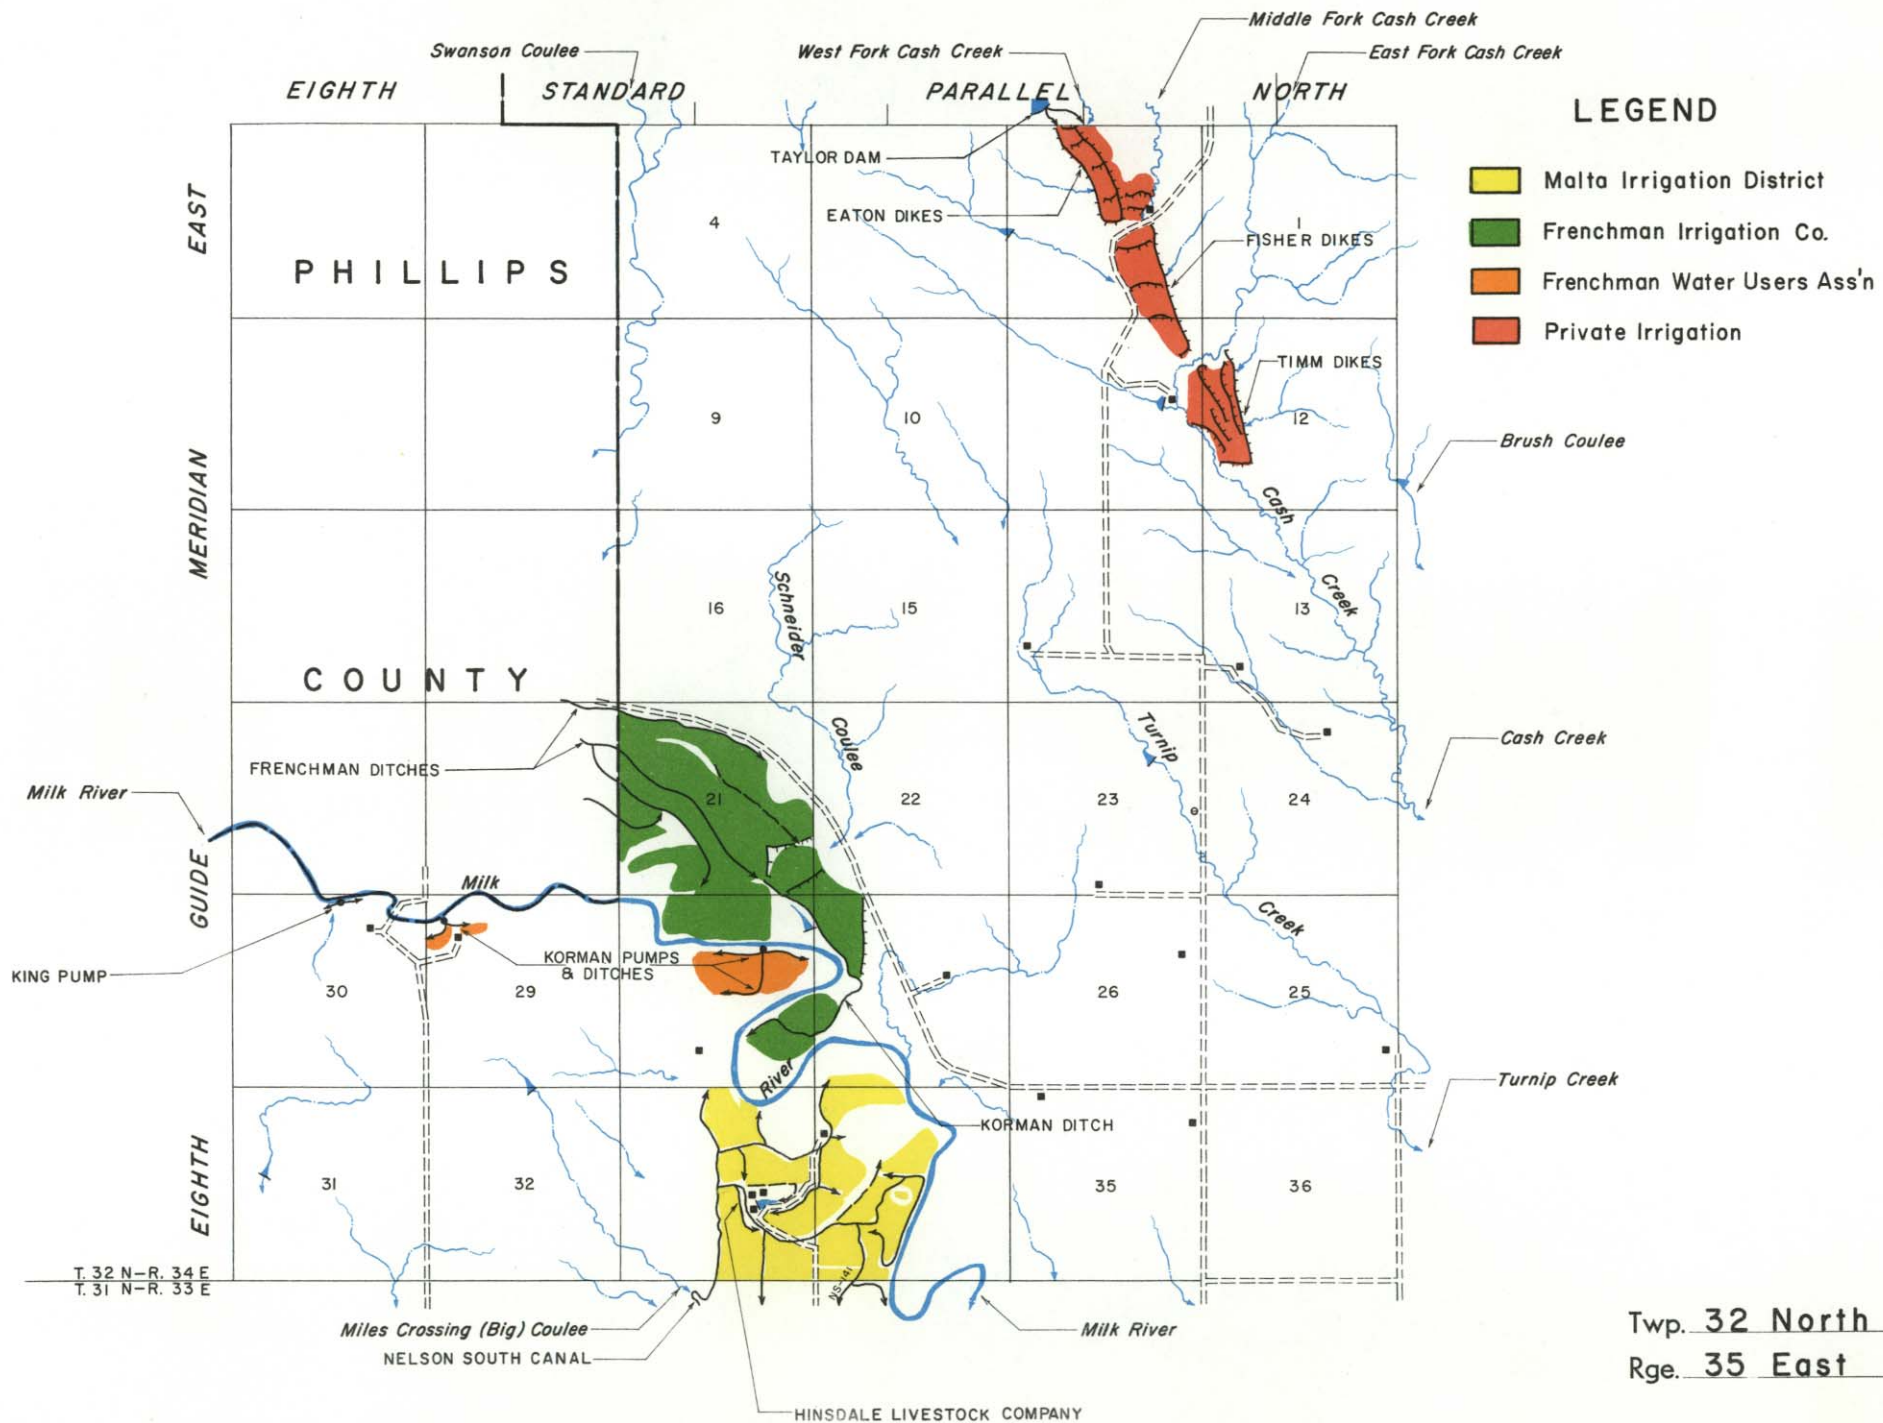 Middle Fork Cash Creek
Swanson Coulee
West Fork Cash Creek
East Fork Cash Creek
EIGHTH STANDARD PARALLEL NORTH
LEGEND
Malta Irrigation District
Frenchman Irrigation Co.
Frenchman Water Users Ass'n
Private Irrigation
TAYLOR DAM
EATON DIKES
FISHER DIKES
TIMM DIKES
EAST
MERIDIAN
GUIDE
EIGHTH
PHILLIPS
COUNTY
4
1
9
10
12
Brush Coulee
Cash
Creek
Schneider
Coulee
16
15
13
Turnip
Creek
Cash Creek
FRENCHMAN DITCHES
Milk River
21
22
23
24
Milk
River
KING PUMP
KORMAN PUMPS
& DITCHES
30
29
26
25
Turnip Creek
KORMAN DITCH
31
32
35
36
NS-141
T. 32 N-R. 34 E
T. 31 N-R. 33 E
Miles Crossing (Big) Coulee
NELSON SOUTH CANAL
Milk River
HINSDALE LIVESTOCK COMPANY
Twp. 32 North
Rge. 35 East